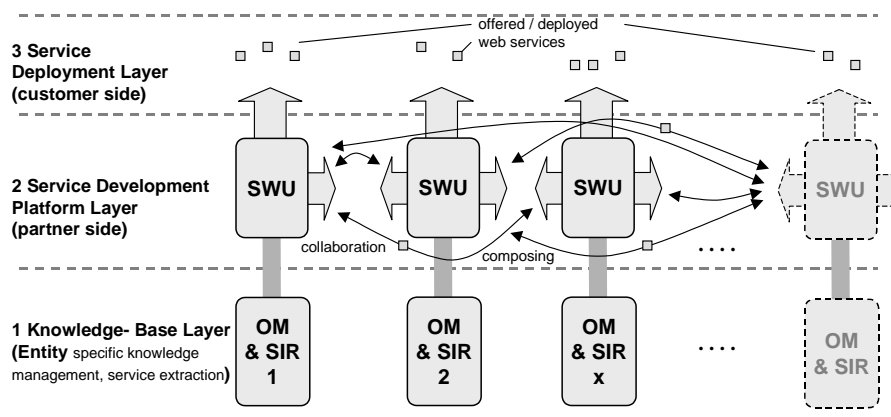 offered / deployed
web services
3 Service
Deployment Layer
(customer side)
SWU
SWU
SWU
SWU
2 Service Development
Platform Layer
(partner side)
collaboration
composing
. . . .
1 Knowledge- Base Layer
(Entity specific knowledge
management, service extraction)
OM
& SIR
1
OM
& SIR
2
OM
& SIR
x
. . . .
OM
& SIR